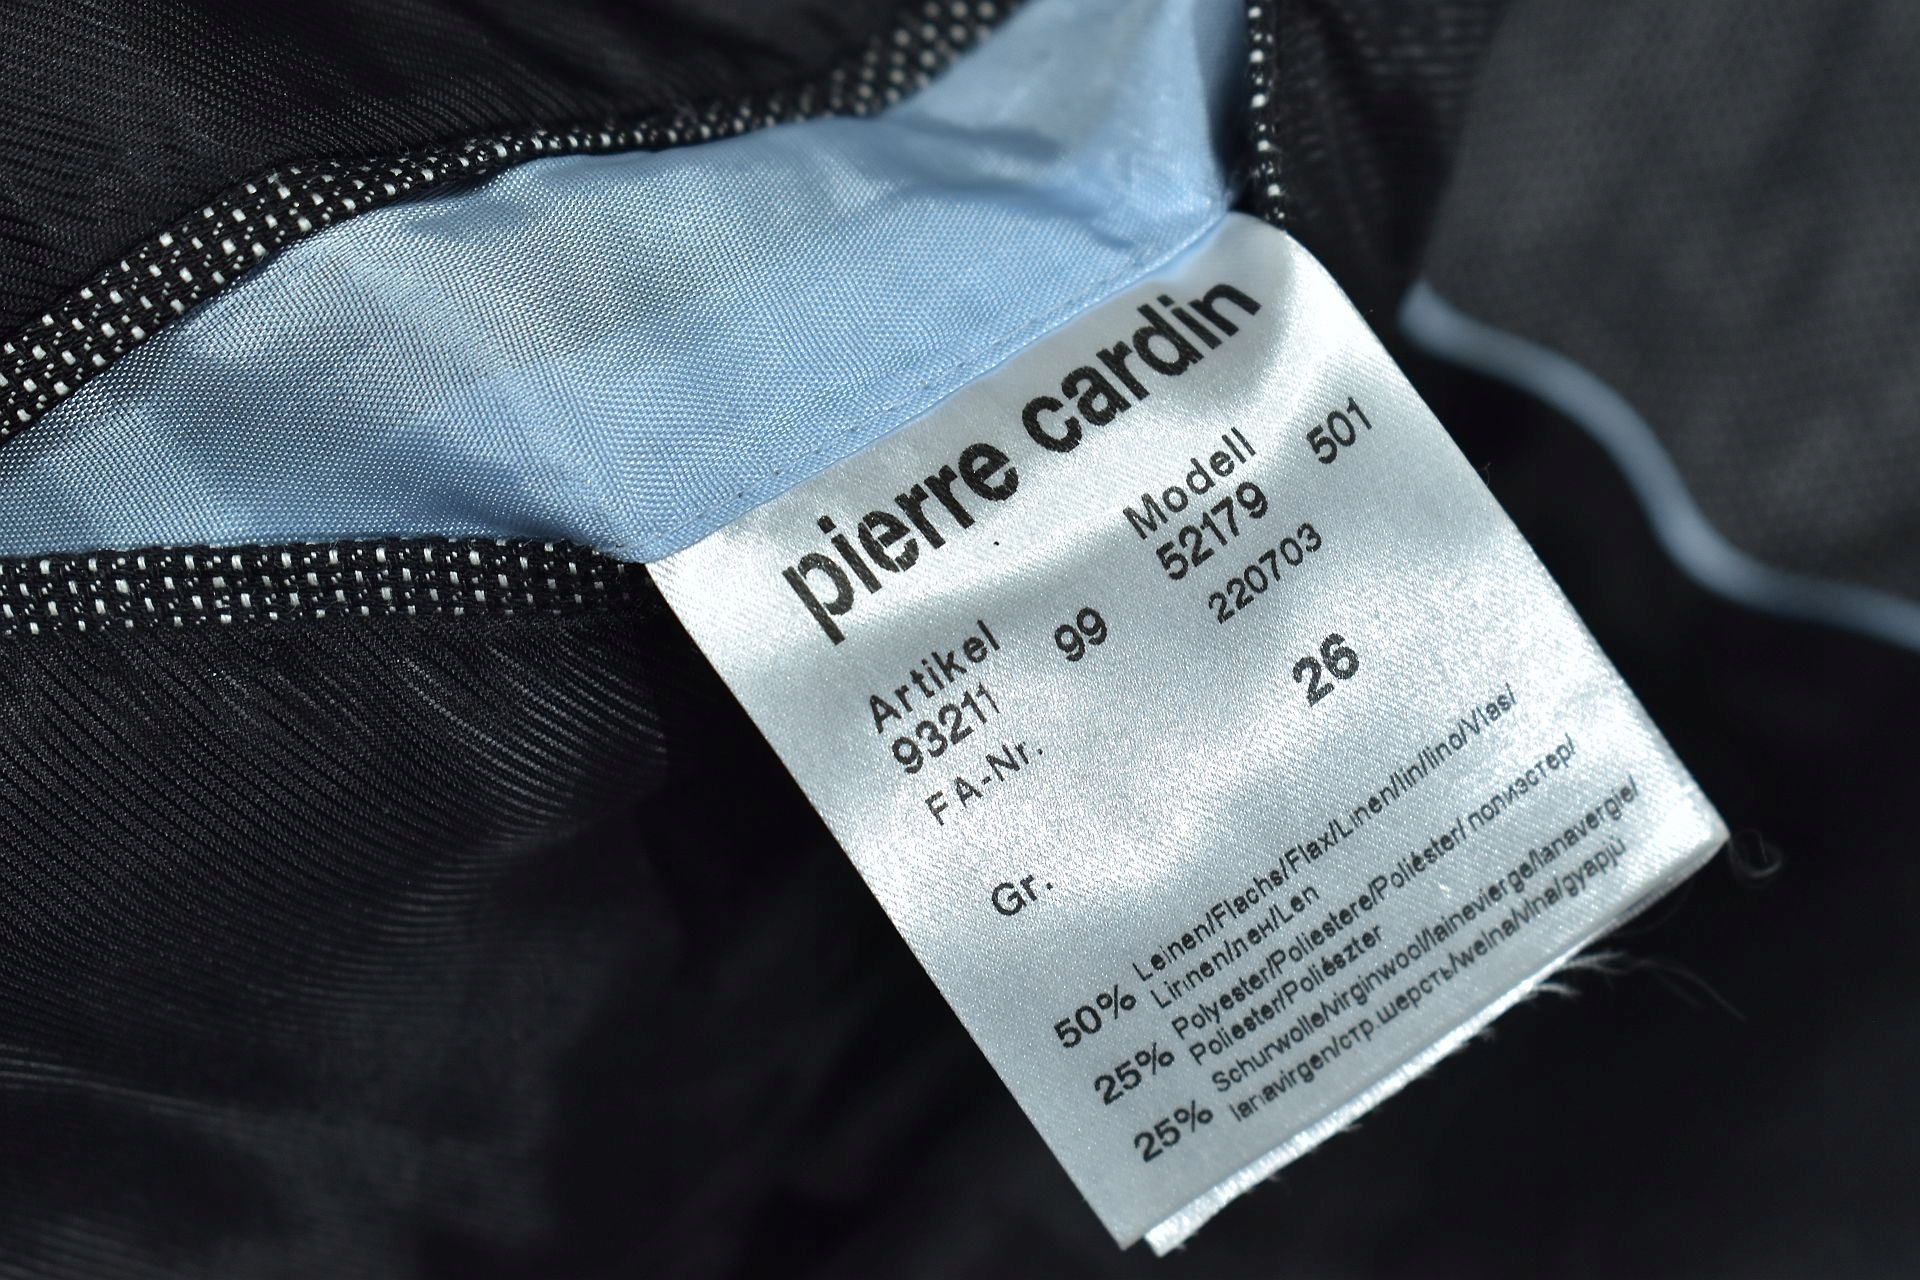 pierre cardin
Artikel Modell
93211 99 52179 501
FA-Nr. 220703
Gr. 26
50% Leinen/Flachs/Flax/Linen/lin/lino/Vlas/
Linnen/лен/Len
25% Polyester/Poliestere/Poliéster/полиэстер/
Poliester/Poliészter
25% Schurwolle/virginwool/lainevierge/lanavergie/
lanavirgen/стр.шерсть/wełna/vlna/gyapjú